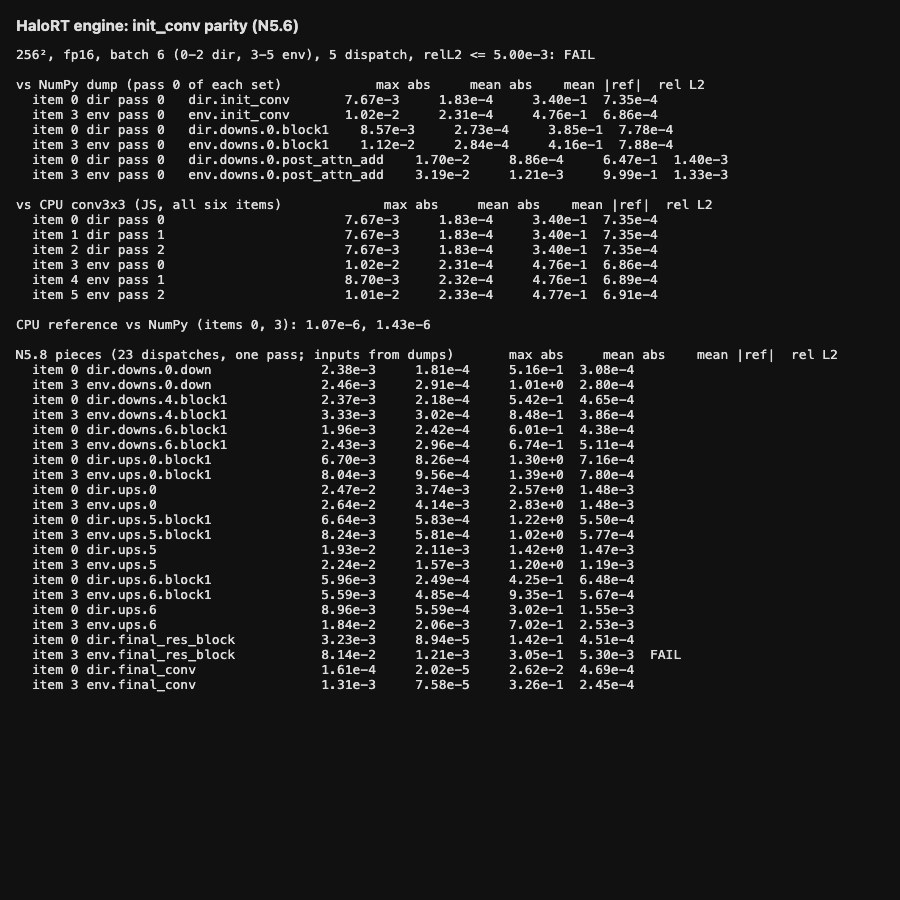 HaloRT engine: init_conv parity (N5.6)
256², fp16, batch 6 (0-2 dir, 3-5 env), 5 dispatch, relL2 <= 5.00e-3: FAIL
vs NumPy dump (pass 0 of each set) max abs mean abs mean |ref| rel L2
item 0 dir pass 0 dir.init_conv 7.67e-3 1.83e-4 3.40e-1 7.35e-4
item 3 env pass 0 env.init_conv 1.02e-2 2.31e-4 4.76e-1 6.86e-4
item 0 dir pass 0 dir.downs.0.block1 8.57e-3 2.73e-4 3.85e-1 7.78e-4
item 3 env pass 0 env.downs.0.block1 1.12e-2 2.84e-4 4.16e-1 7.88e-4
item 0 dir pass 0 dir.downs.0.post_attn_add 1.70e-2 8.86e-4 6.47e-1 1.40e-3
item 3 env pass 0 env.downs.0.post_attn_add 3.19e-2 1.21e-3 9.99e-1 1.33e-3
vs CPU conv3x3 (JS, all six items) max abs mean abs mean |ref| rel L2
item 0 dir pass 0 7.67e-3 1.83e-4 3.40e-1 7.35e-4
item 1 dir pass 1 7.67e-3 1.83e-4 3.40e-1 7.35e-4
item 2 dir pass 2 7.67e-3 1.83e-4 3.40e-1 7.35e-4
item 3 env pass 0 1.02e-2 2.31e-4 4.76e-1 6.86e-4
item 4 env pass 1 8.70e-3 2.32e-4 4.76e-1 6.89e-4
item 5 env pass 2 1.01e-2 2.33e-4 4.77e-1 6.91e-4
CPU reference vs NumPy (items 0, 3): 1.07e-6, 1.43e-6
N5.8 pieces (23 dispatches, one pass; inputs from dumps) max abs mean abs mean |ref| rel L2
item 0 dir.downs.0.down 2.38e-3 1.81e-4 5.16e-1 3.08e-4
item 3 env.downs.0.down 2.46e-3 2.91e-4 1.01e+0 2.80e-4
item 0 dir.downs.4.block1 2.37e-3 2.18e-4 5.42e-1 4.65e-4
item 3 env.downs.4.block1 3.33e-3 3.02e-4 8.48e-1 3.86e-4
item 0 dir.downs.6.block1 1.96e-3 2.42e-4 6.01e-1 4.38e-4
item 3 env.downs.6.block1 2.43e-3 2.96e-4 6.74e-1 5.11e-4
item 0 dir.ups.0.block1 6.70e-3 8.26e-4 1.30e+0 7.16e-4
item 3 env.ups.0.block1 8.04e-3 9.56e-4 1.39e+0 7.80e-4
item 0 dir.ups.0 2.47e-2 3.74e-3 2.57e+0 1.48e-3
item 3 env.ups.0 2.64e-2 4.14e-3 2.83e+0 1.48e-3
item 0 dir.ups.5.block1 6.64e-3 5.83e-4 1.22e+0 5.50e-4
item 3 env.ups.5.block1 8.24e-3 5.81e-4 1.02e+0 5.77e-4
item 0 dir.ups.5 1.93e-2 2.11e-3 1.42e+0 1.47e-3
item 3 env.ups.5 2.24e-2 1.57e-3 1.20e+0 1.19e-3
item 0 dir.ups.6.block1 5.96e-3 2.49e-4 4.25e-1 6.48e-4
item 3 env.ups.6.block1 5.59e-3 4.85e-4 9.35e-1 5.67e-4
item 0 dir.ups.6 8.96e-3 5.59e-4 3.02e-1 1.55e-3
item 3 env.ups.6 1.84e-2 2.06e-3 7.02e-1 2.53e-3
item 0 dir.final_res_block 3.23e-3 8.94e-5 1.42e-1 4.51e-4
item 3 env.final_res_block 8.14e-2 1.21e-3 3.05e-1 5.30e-3 FAIL
item 0 dir.final_conv 1.61e-4 2.02e-5 2.62e-2 4.69e-4
item 3 env.final_conv 1.31e-3 7.58e-5 3.26e-1 2.45e-4